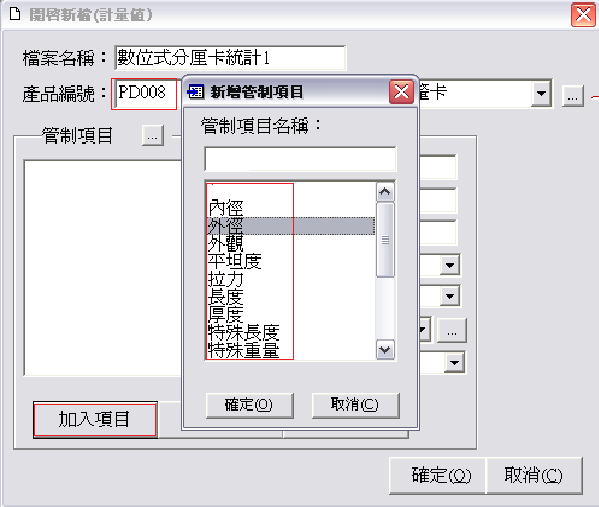 開啓新檔(計量值)
檔案名稱：數位式分厘卡統計1
產品編號：PD008
卡
...
管制項目 ...
新增管制項目
管制項目名稱：
內徑
外徑
外觀
平坦度
拉力
長度
厚度
特殊長度
特殊重量
...
確定(O) 取消(C)
加入項目
確定(O) 取消(C)